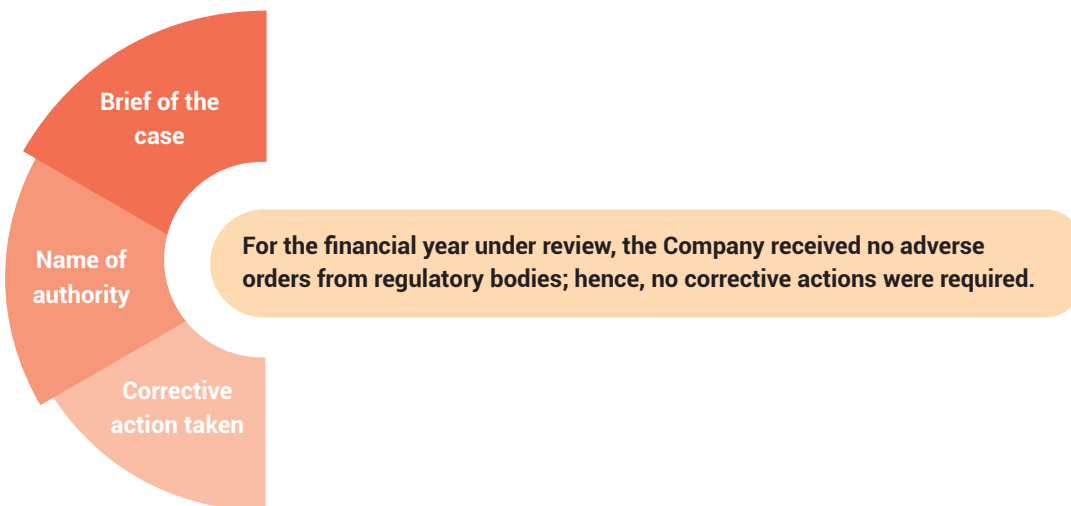 Brief of the
case
Name of
authority
Corrective
action taken
For the financial year under review, the Company received no adverse
orders from regulatory bodies; hence, no corrective actions were required.